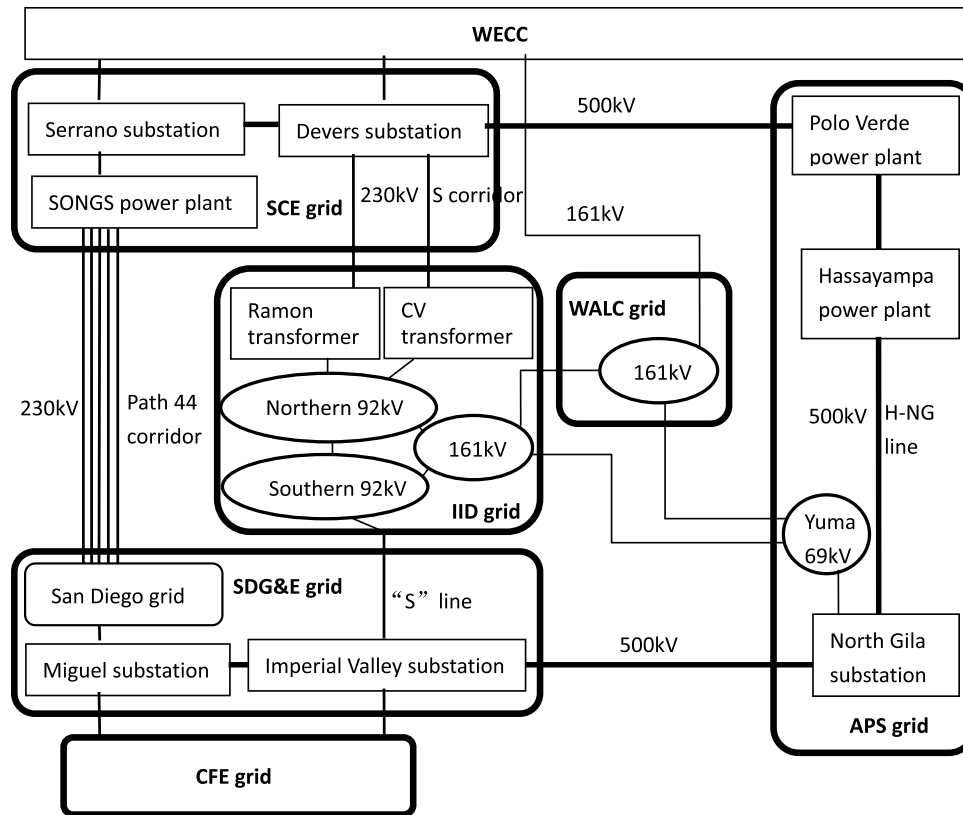 WECC
500kV
Serrano substation
Devers substation
Polo Verde
power plant
SONGS power plant
SCE grid
230kV
S corridor
161kV
Hassayampa
power plant
Ramon
transformer
CV
transformer
WALC grid
161kV
230kV
Path 44
corridor
Northern 92kV
161kV
500kV
H-NG
line
Southern 92kV
IID grid
Yuma
69kV
SDG&E grid
San Diego grid
“S” line
Miguel substation
Imperial Valley substation
500kV
North Gila
substation
APS grid
CFE grid